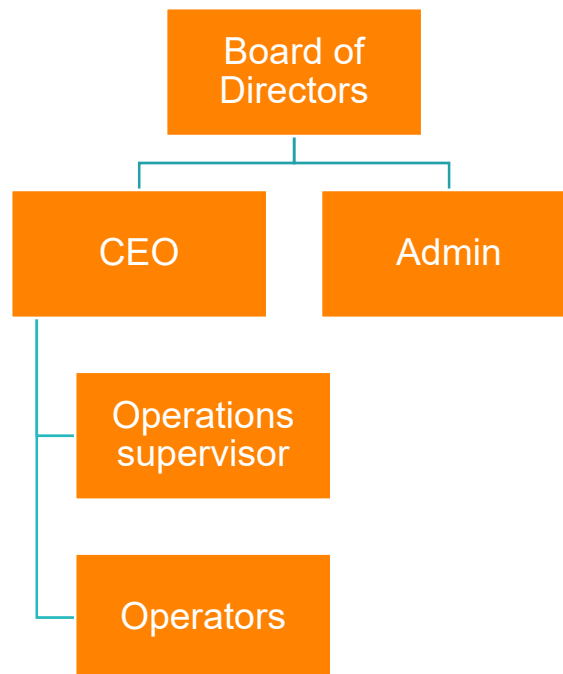 Board of
Directors
CEO
Admin
Operations
supervisor
Operators